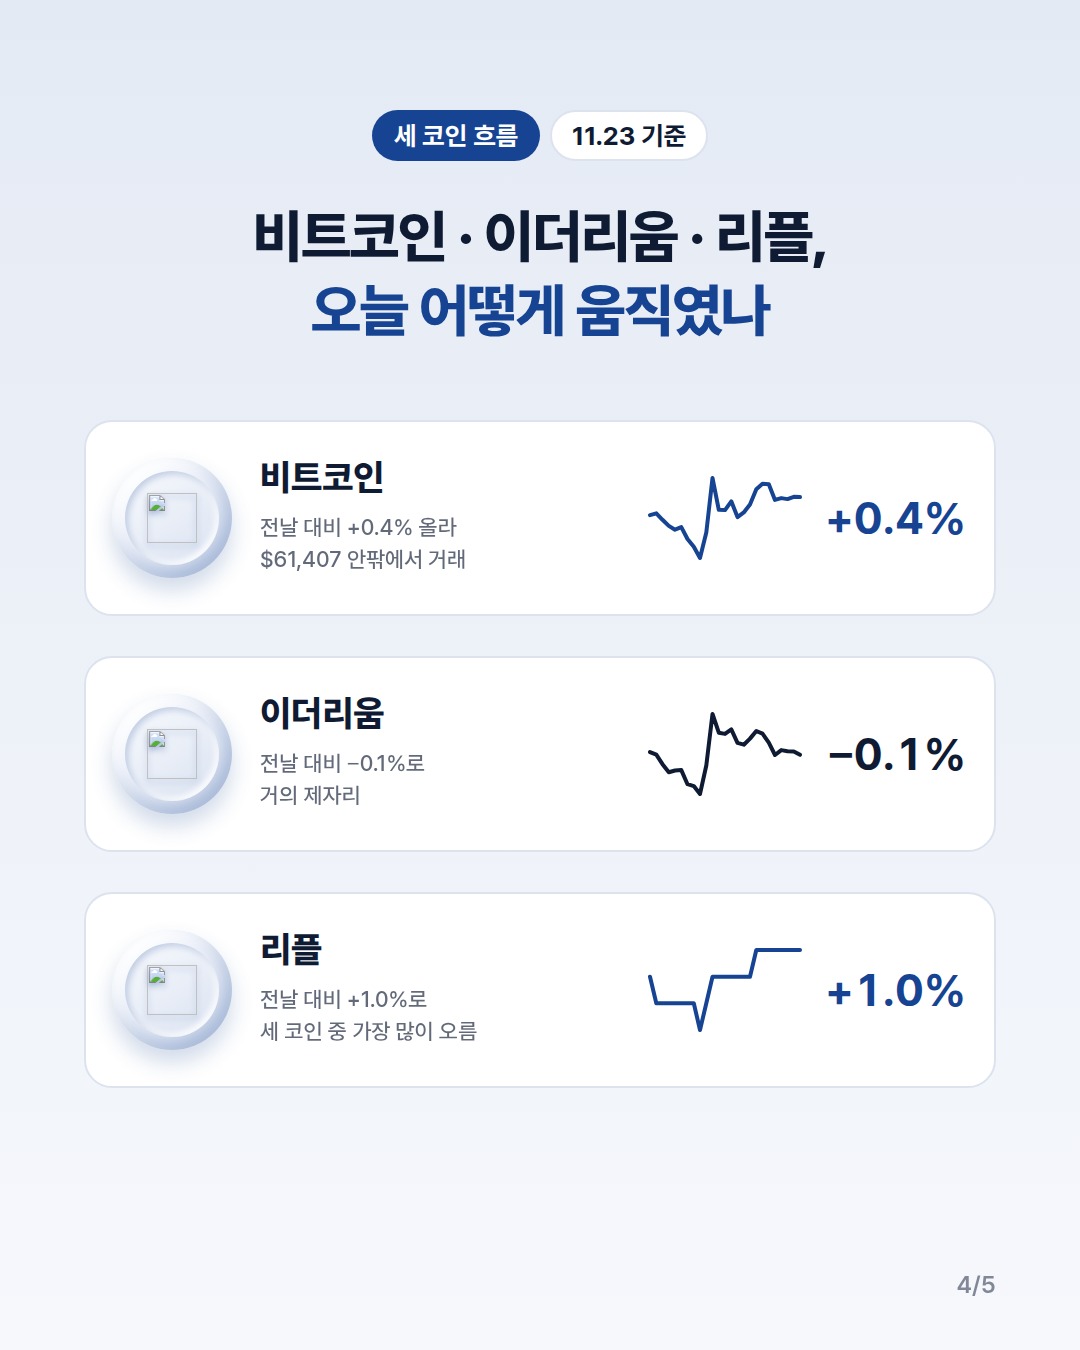 세 코인 흐름
11.23 기준
비트코인 · 이더리움 · 리플,
오늘 어떻게 움직였나
비트코인
전날 대비 +0.4% 올라
$61,407 안팎에서 거래
+0.4%
이더리움
전날 대비 −0.1%로
거의 제자리
−0.1%
리플
전날 대비 +1.0%로
세 코인 중 가장 많이 오름
+1.0%
4/5